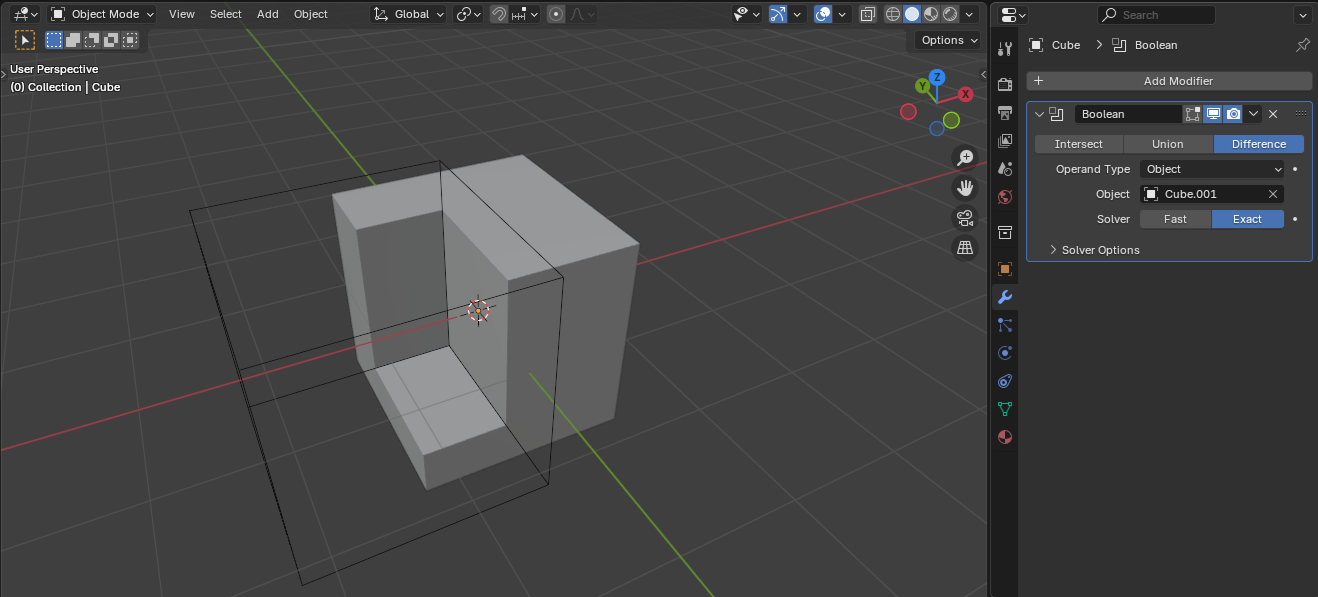 Object Mode View Select Add Object Global
Options
User Perspective
(0) Collection | Cube
Z
Y
X
Search
Cube > Boolean
+ Add Modifier
Boolean
Intersect Union Difference
Operand Type Object
Object Cube.001
Solver Fast Exact
Solver Options